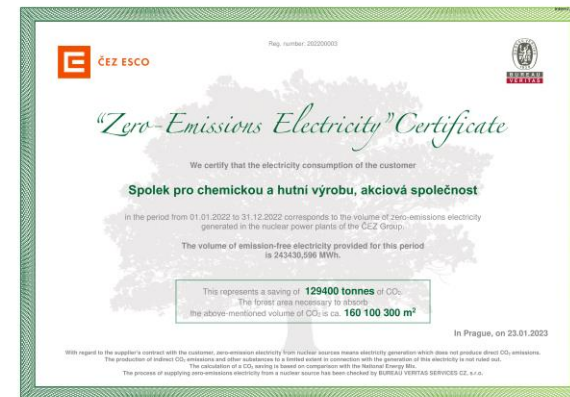 Reg. number: 202200003
ČEZ ESCO
BUREAU
VERITAS
"Zero-Emissions Electricity" Certificate
We certify that the electricity consumption of the customer
Spolek pro chemickou a hutní výrobu, akciová společnost
in the period from 01.01.2022 to 31.12.2022 corresponds to the volume of zero-emissions electricity
generated in the nuclear power plants of the ČEZ Group.
The volume of emission-free electricity provided for this period
is 243430,596 MWh.
This represents a saving of 129400 tonnes of CO₂
The forest area necessary to absorb
the above-mentioned volume of CO₂ is ca. 160 100 300 m²
In Prague, on 23.01.2023
With regard to the supplier's contract with the customer, zero-emission electricity from nuclear sources means electricity generation which does not produce direct CO₂ emissions.
The production of indirect CO₂ emissions and other substances to a limited extent in connection with the generation of this electricity is not ruled out.
The calculation of a CO₂ saving is based on comparison with the National Energy Mix.
The process of supplying zero-emissions electricity from a nuclear source has been checked by BUREAU VERITAS SERVICES CZ, s.r.o.